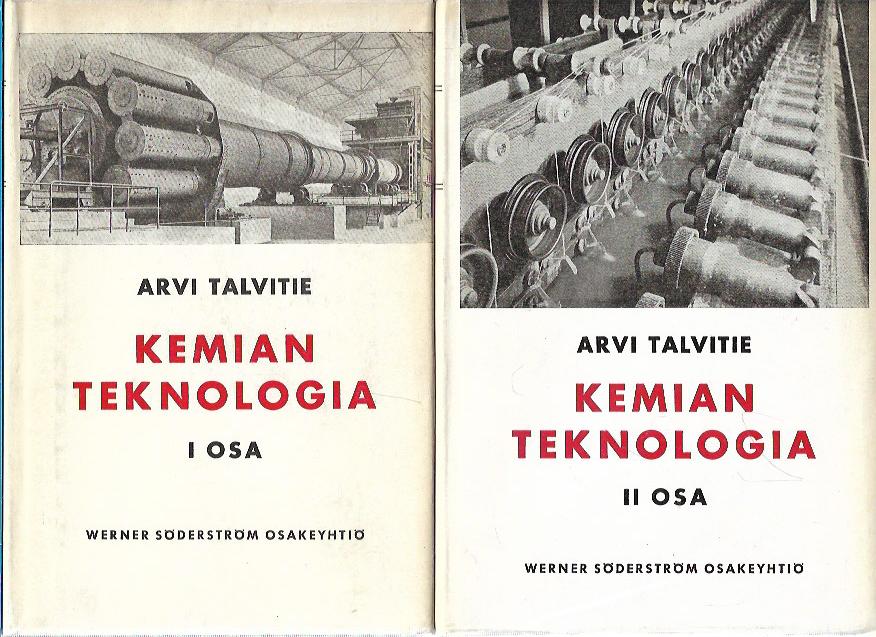 ARVI TALVITIE
KEMIAN
TEKNOLOGIA
I OSA
WERNER SÖDERSTRÖM OSAKEYHTIÖ
ARVI TALVITIE
KEMIAN
TEKNOLOGIA
II OSA
WERNER SÖDERSTRÖM OSAKEYHTIÖ